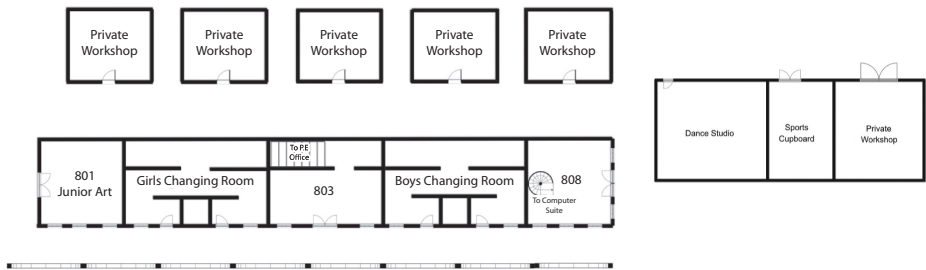 Private
Workshop
Private
Workshop
Private
Workshop
Private
Workshop
Private
Workshop
801
Junior Art
Girls Changing Room
To P.E
Office
803
Boys Changing Room
808
To Computer
Suite
Dance Studio
Sports
Cupboard
Private
Workshop